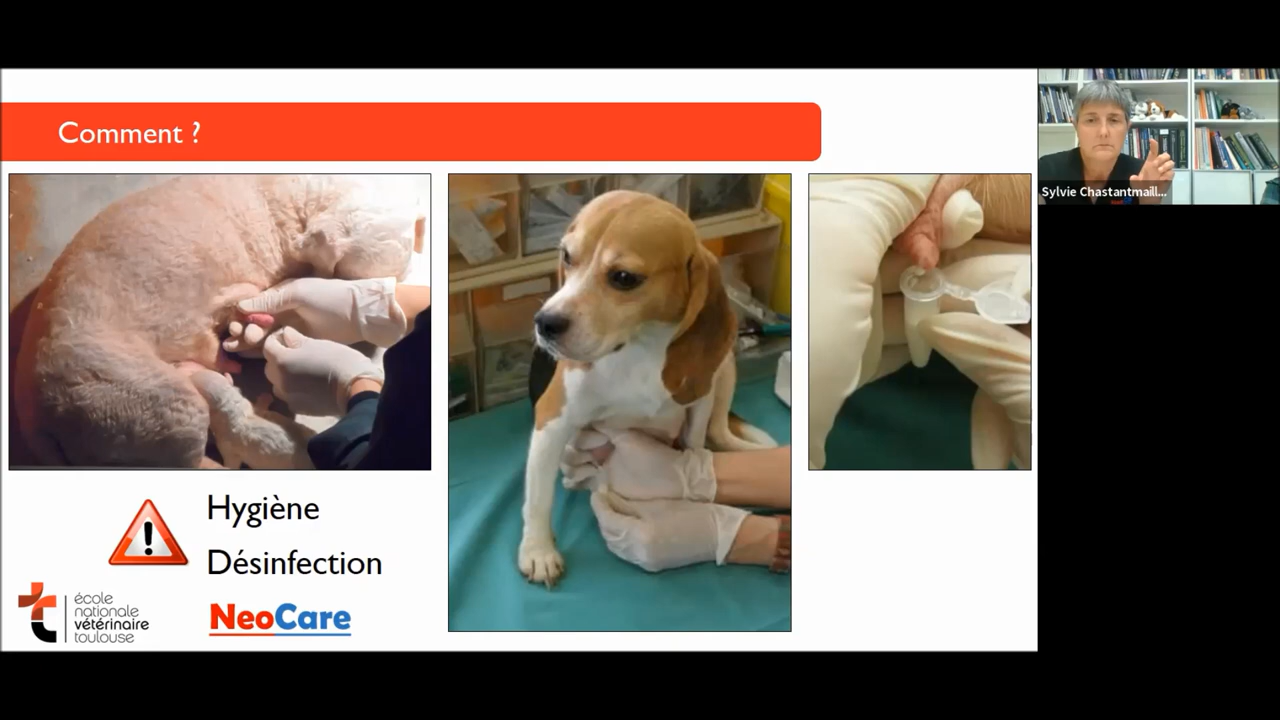 Comment ?
Sylvie Chastantmaill...
Hygiène
Désinfection
école
nationale
vétérinaire
toulouse
NeoCare